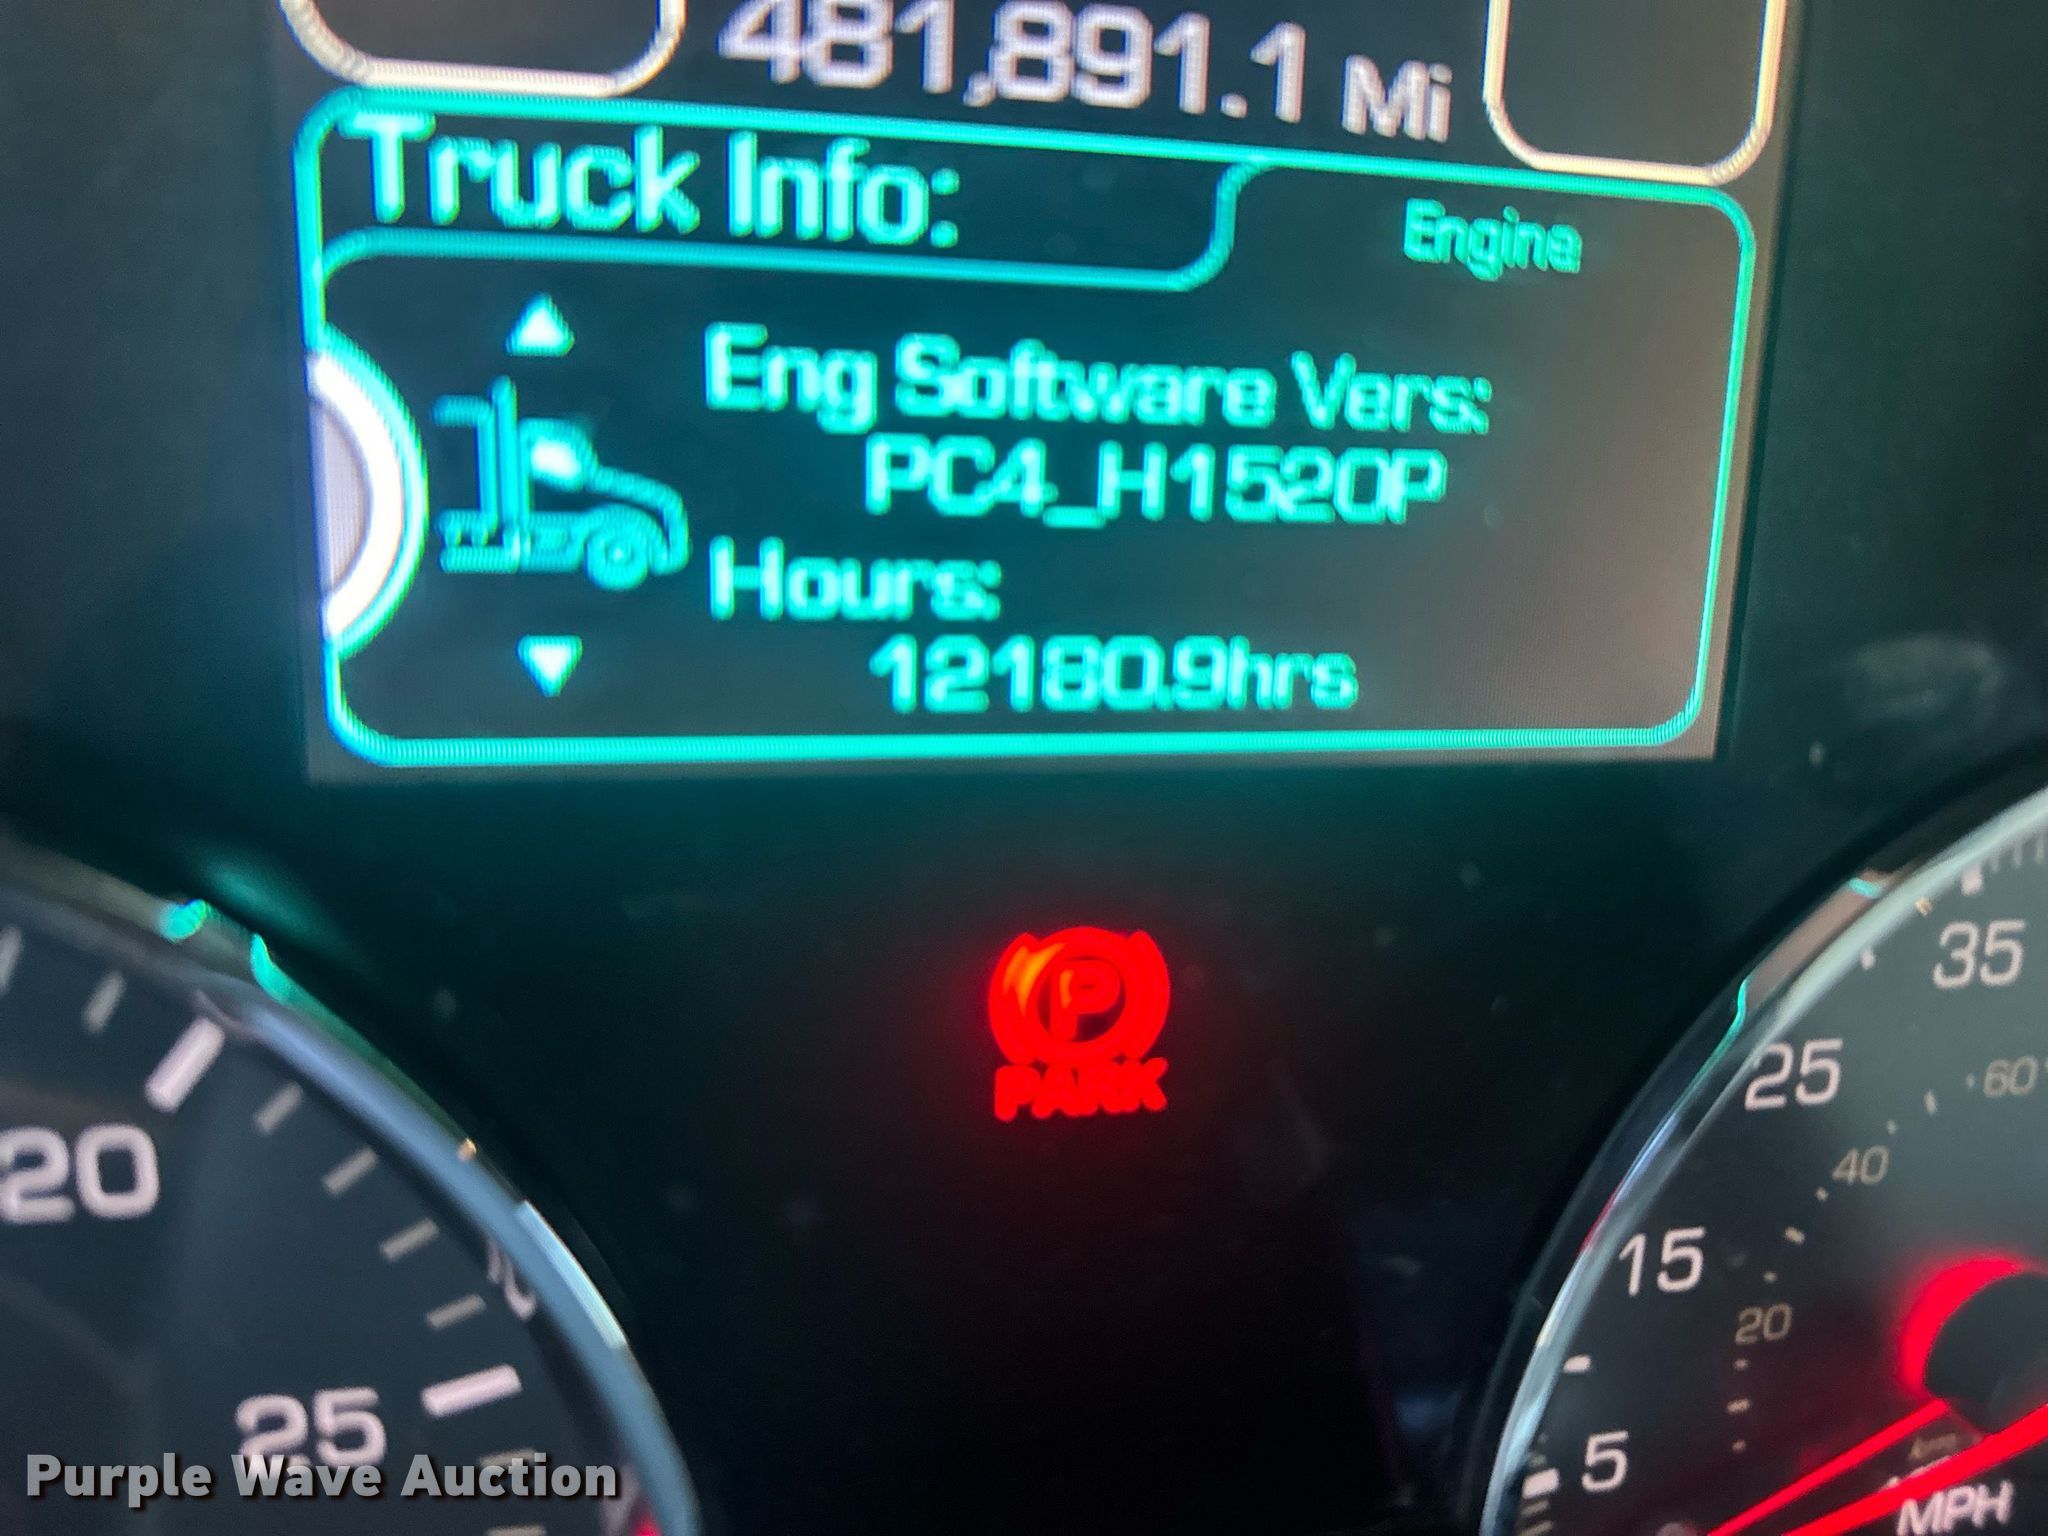 481,891.1 Mi
Truck Info:
Engine
Eng Software Vers:
PC4_H1520P
Hours:
12180.9hrs
P
PARK
20
25
35
25
60
40
15
20
5
MPH
Purple Wave Auction